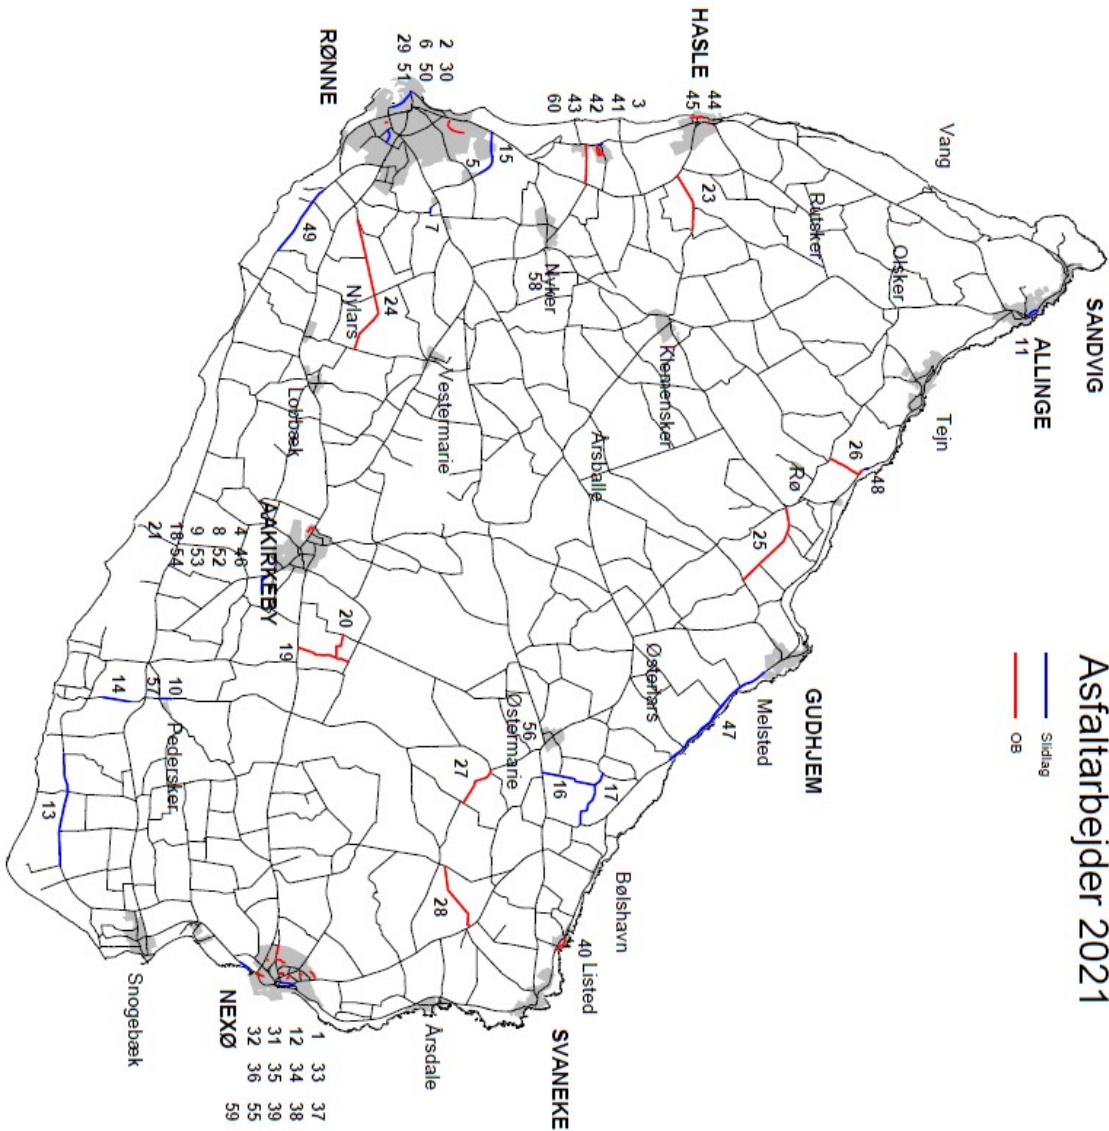 Asfaltarbejder 2021
Slidlag
OB
SANDVIG
ALLINGE
11
Vang
Olsker
Rutsker
Tejn
HASLE
44
45
23
26
48
Rø
25
3
41
42
43
60
Klemensker
GUDHJEM
Melsted
47
Nyker
58
Årsballe
Østerlars
RØNNE
2 30
6 50
29 51
5
15
7
49
24
Nylars
Vestermarie
Lobbæk
Østermarie
56
16
17
27
28
Bølshavn
Listed
40
SVANEKE
AAKIRKEBY
4 46
8 52
9 53
18 54
21
20
19
10
57
14
Pedersker
13
Årsdale
Snogebæk
NEXØ
1 33 37
12 34 38
31 35 39
32 36 55
59